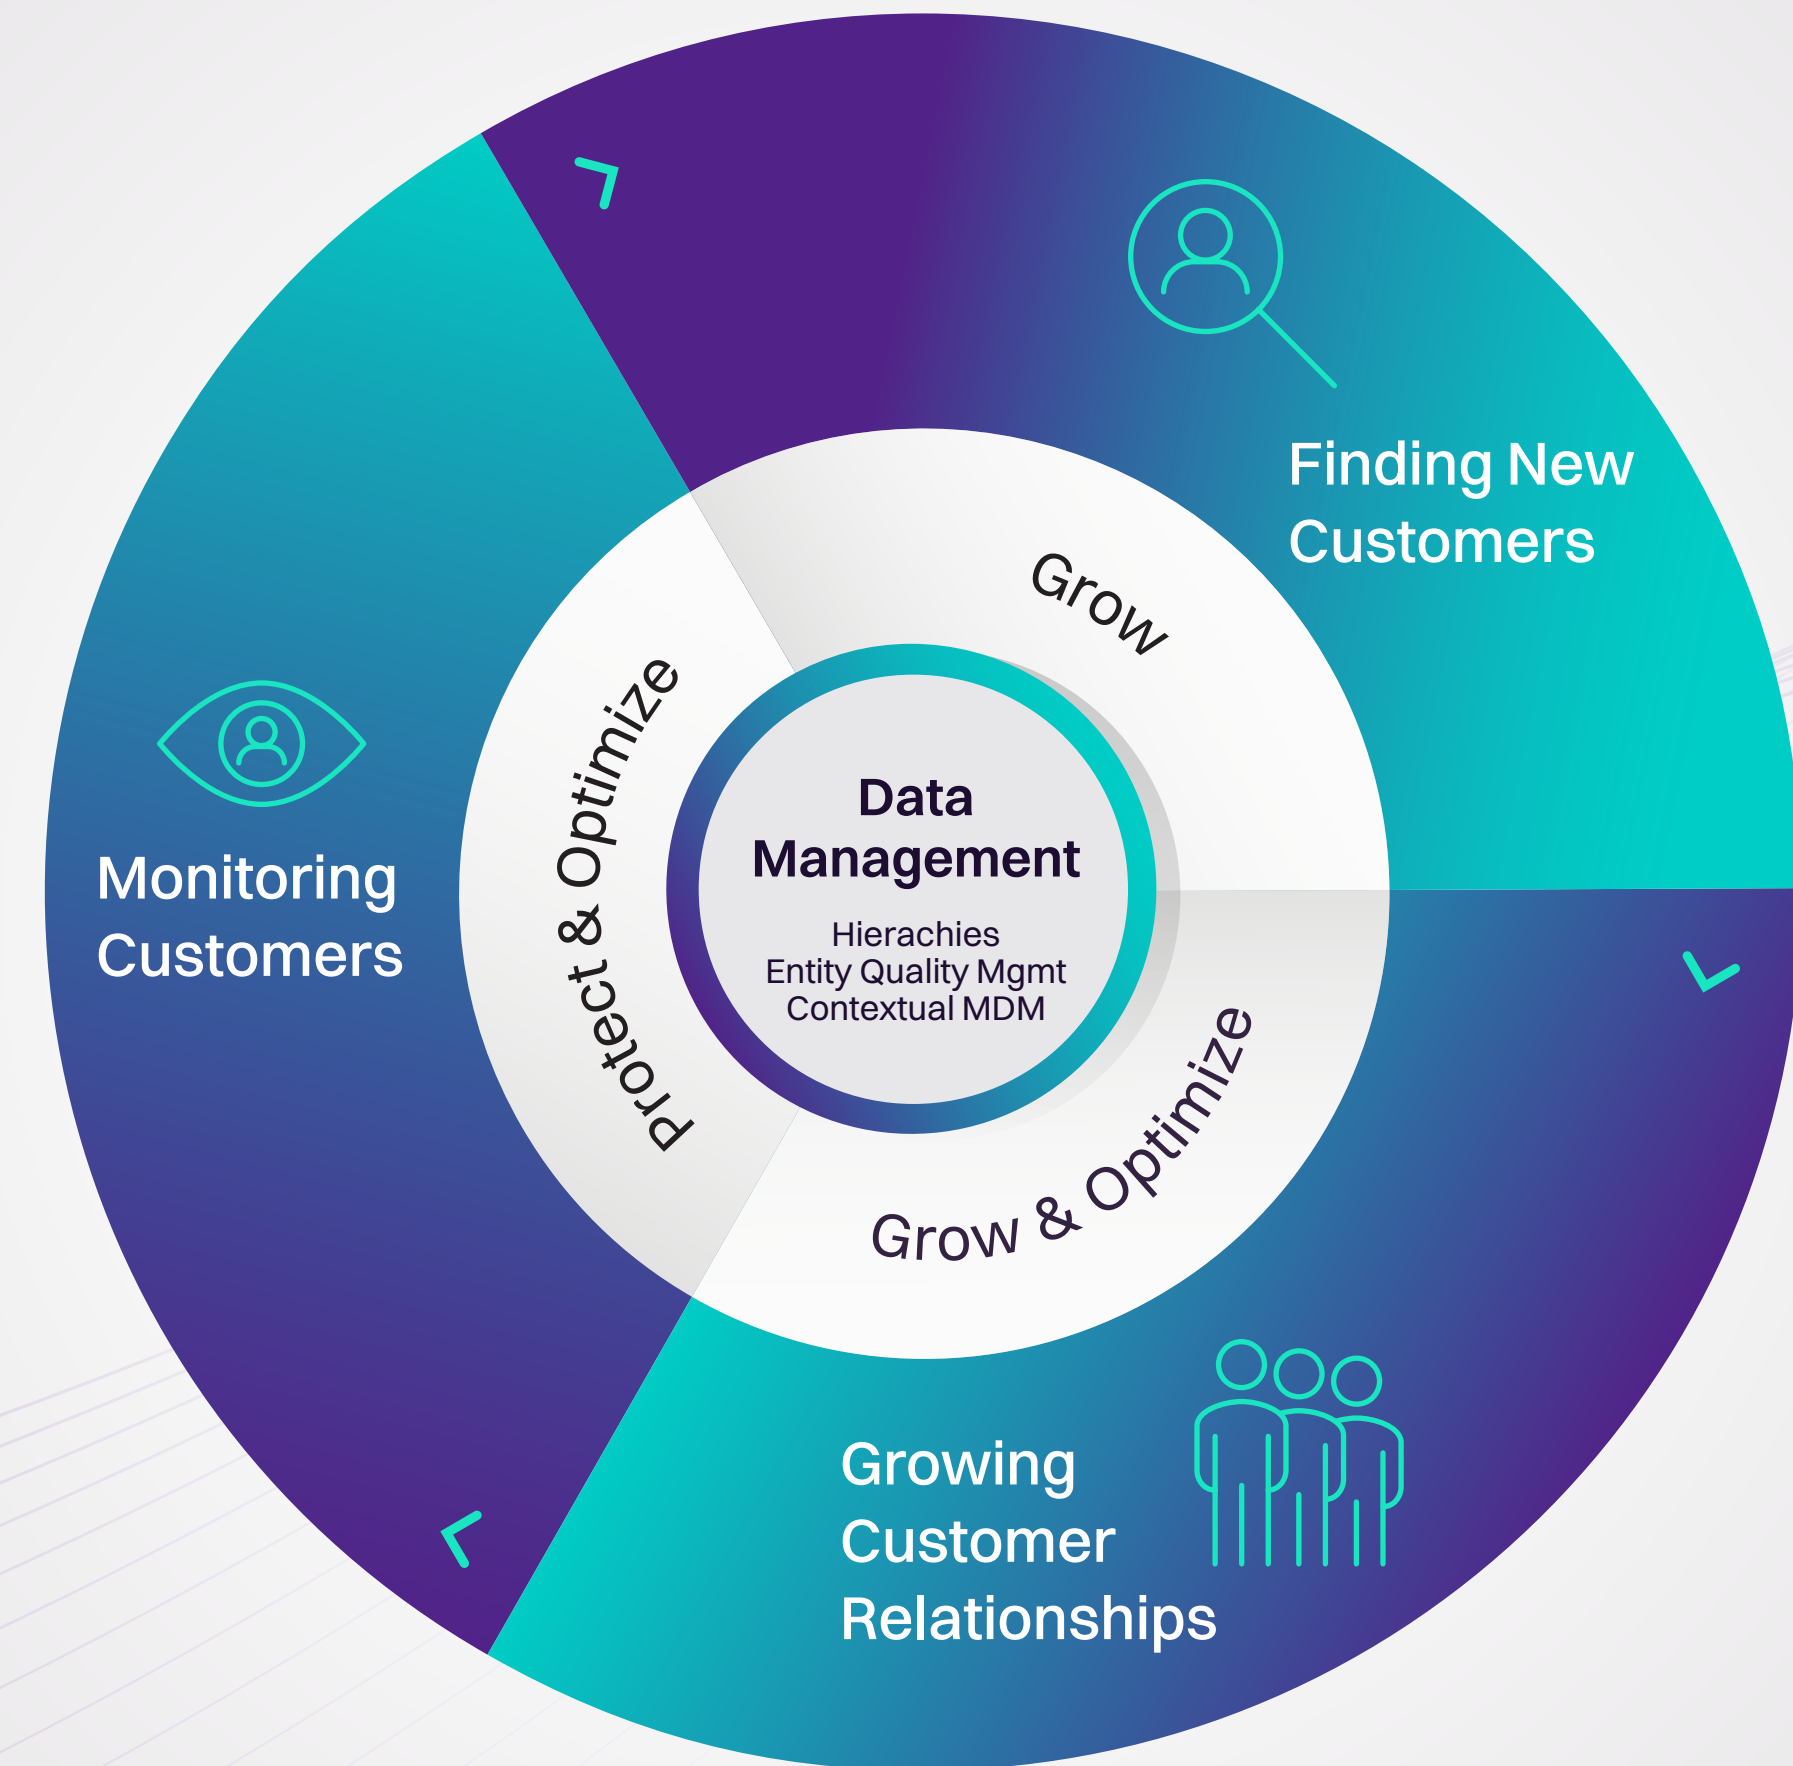 Finding New
Customers
Grow
Data
Management
Hierachies
Entity Quality Mgmt
Contextual MDM
Protect & Optimize
Monitoring
Customers
Grow & Optimize
Growing
Customer
Relationships